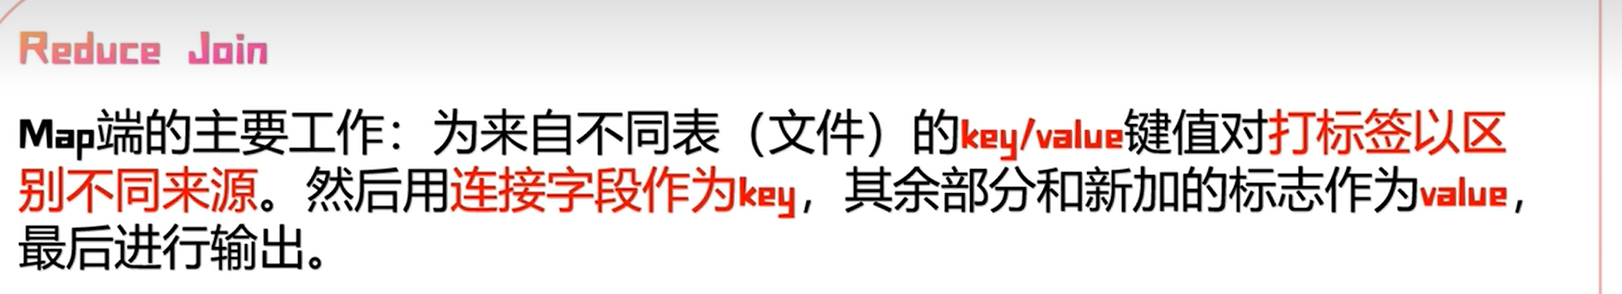 Reduce Join
Map端的主要工作：为来自不同表（文件）的key/value键值对打标签以区
别不同来源。然后用连接字段作为key，其余部分和新加的标志作为value，
最后进行输出。